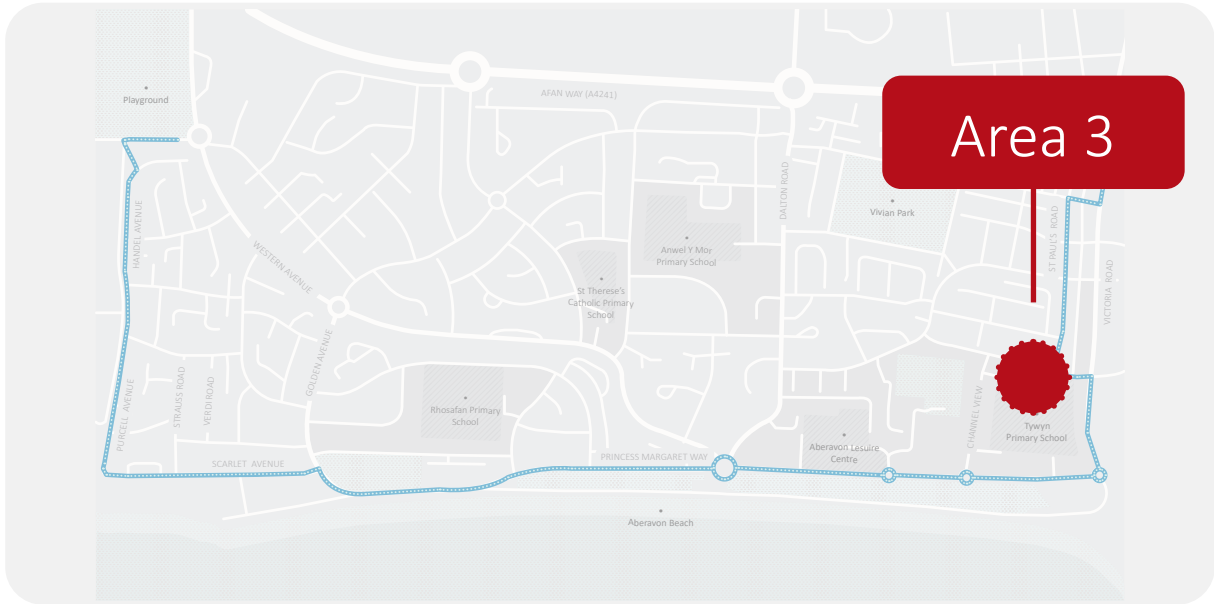 Playground
AFAN WAY (A4241)
Area 3
HANDEL AVENUE
WESTERN AVENUE
DALTON ROAD
Vivian Park
ST PAUL'S ROAD
VICTORIA ROAD
Anwel Y Mor
Primary School
St Therese's
Catholic Primary
School
GOLDEN AVENUE
PURCELL AVENUE
STRAUSS ROAD
VERDI ROAD
Rhosafan Primary
School
CHANNEL VIEW
Tywyn
Primary School
Aberavon Lesuire
Centre
SCARLET AVENUE
PRINCESS MARGARET WAY
Aberavon Beach